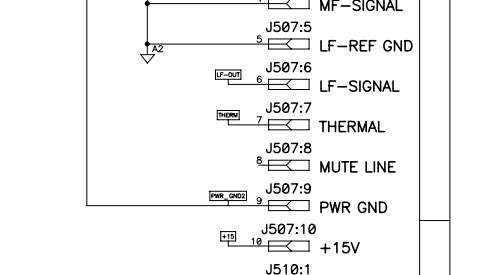 MF-SIGNAL
J507:5
A2
5
LF-REF GND
J507:6
LF-OUT
6
LF-SIGNAL
J507:7
THERM
7
THERMAL
J507:8
8
MUTE LINE
J507:9
PWR_GND2
9
PWR GND
J507:10
+15
10
+15V
J510:1